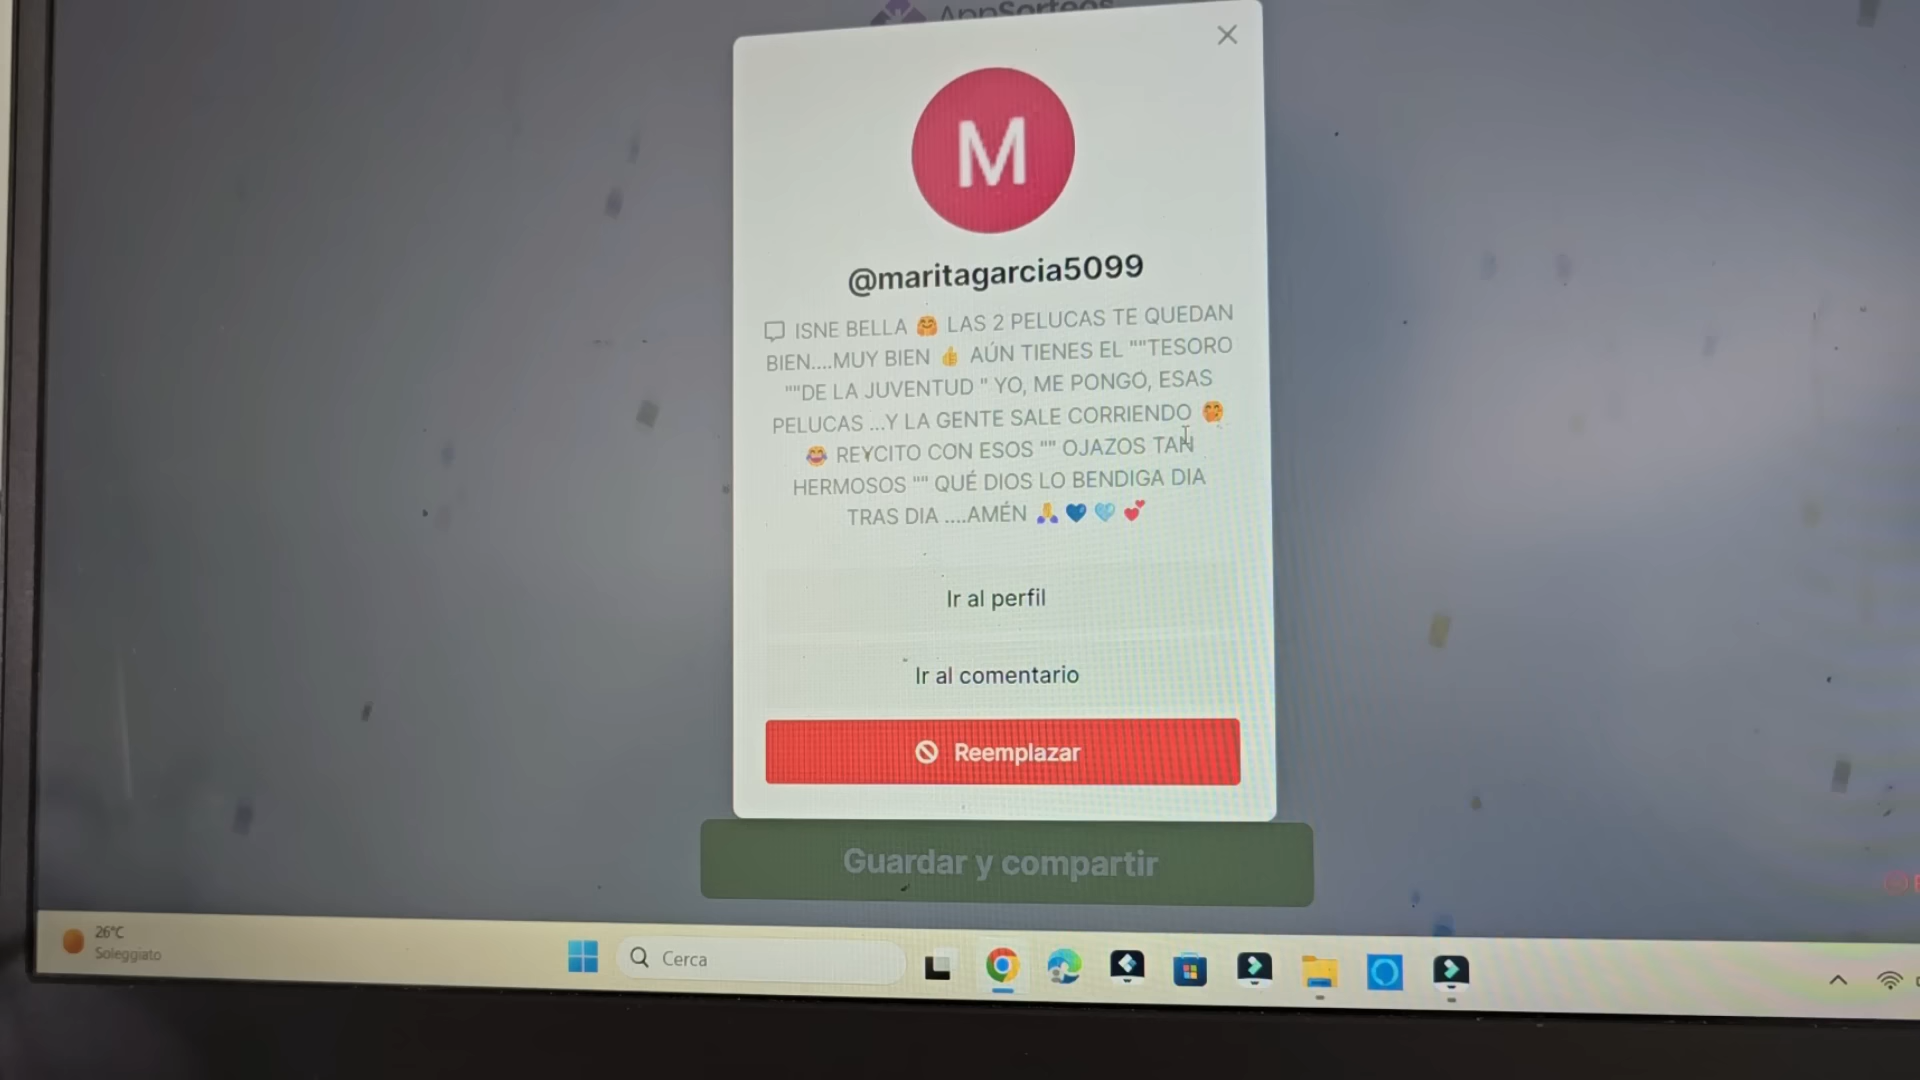 AppSorteos
M
@maritagarcia5099
ISNE BELLA 🤗 LAS 2 PELUCAS TE QUEDAN
BIEN....MUY BIEN 👍 AÚN TIENES EL ""TESORO
""DE LA JUVENTUD " YO, ME PONGO, ESAS
PELUCAS ...Y LA GENTE SALE CORRIENDO 🤭
😂 REYCITO CON ESOS "" OJAZOS TAN
HERMOSOS "" QUÉ DIOS LO BENDIGA DIA
TRAS DIA ....AMÉN 🙏 💙 🩵 💕
Ir al perfil
Ir al comentario
Reemplazar
Guardar y compartir
26°C
Soleggiato
Cerca